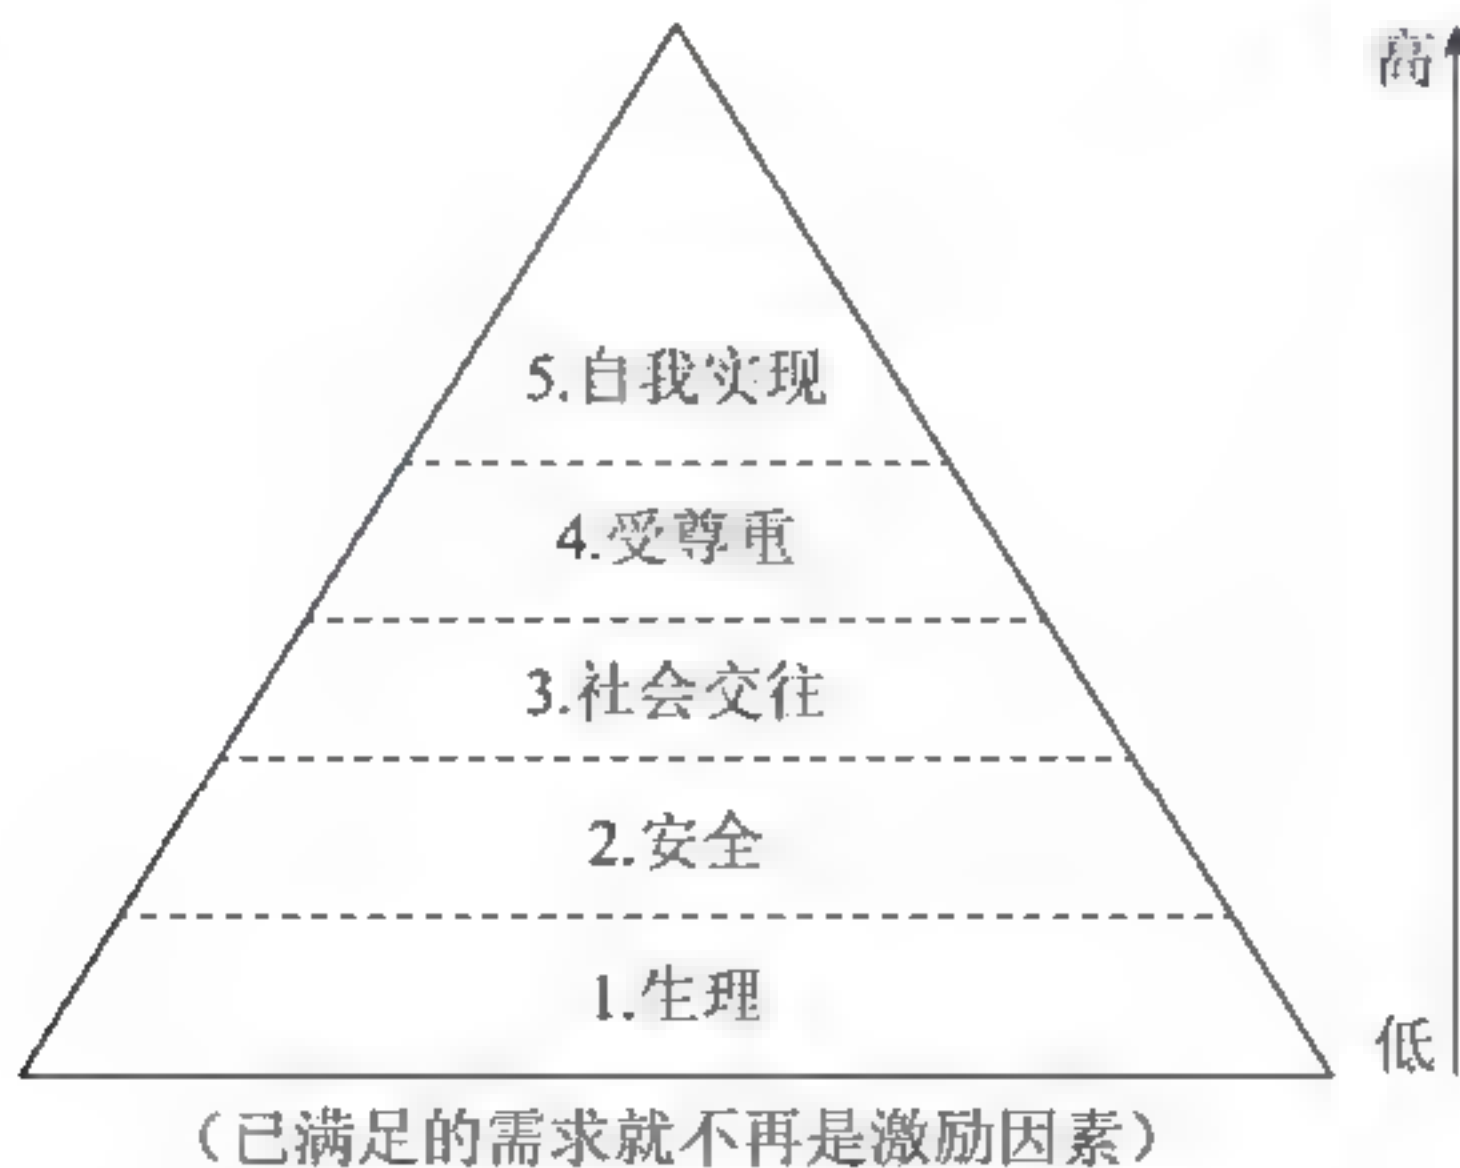 高
5.自我实现
4.受尊重
3.社会交往
2.安全
1.生理
低
（已满足的需求就不再是激励因素）